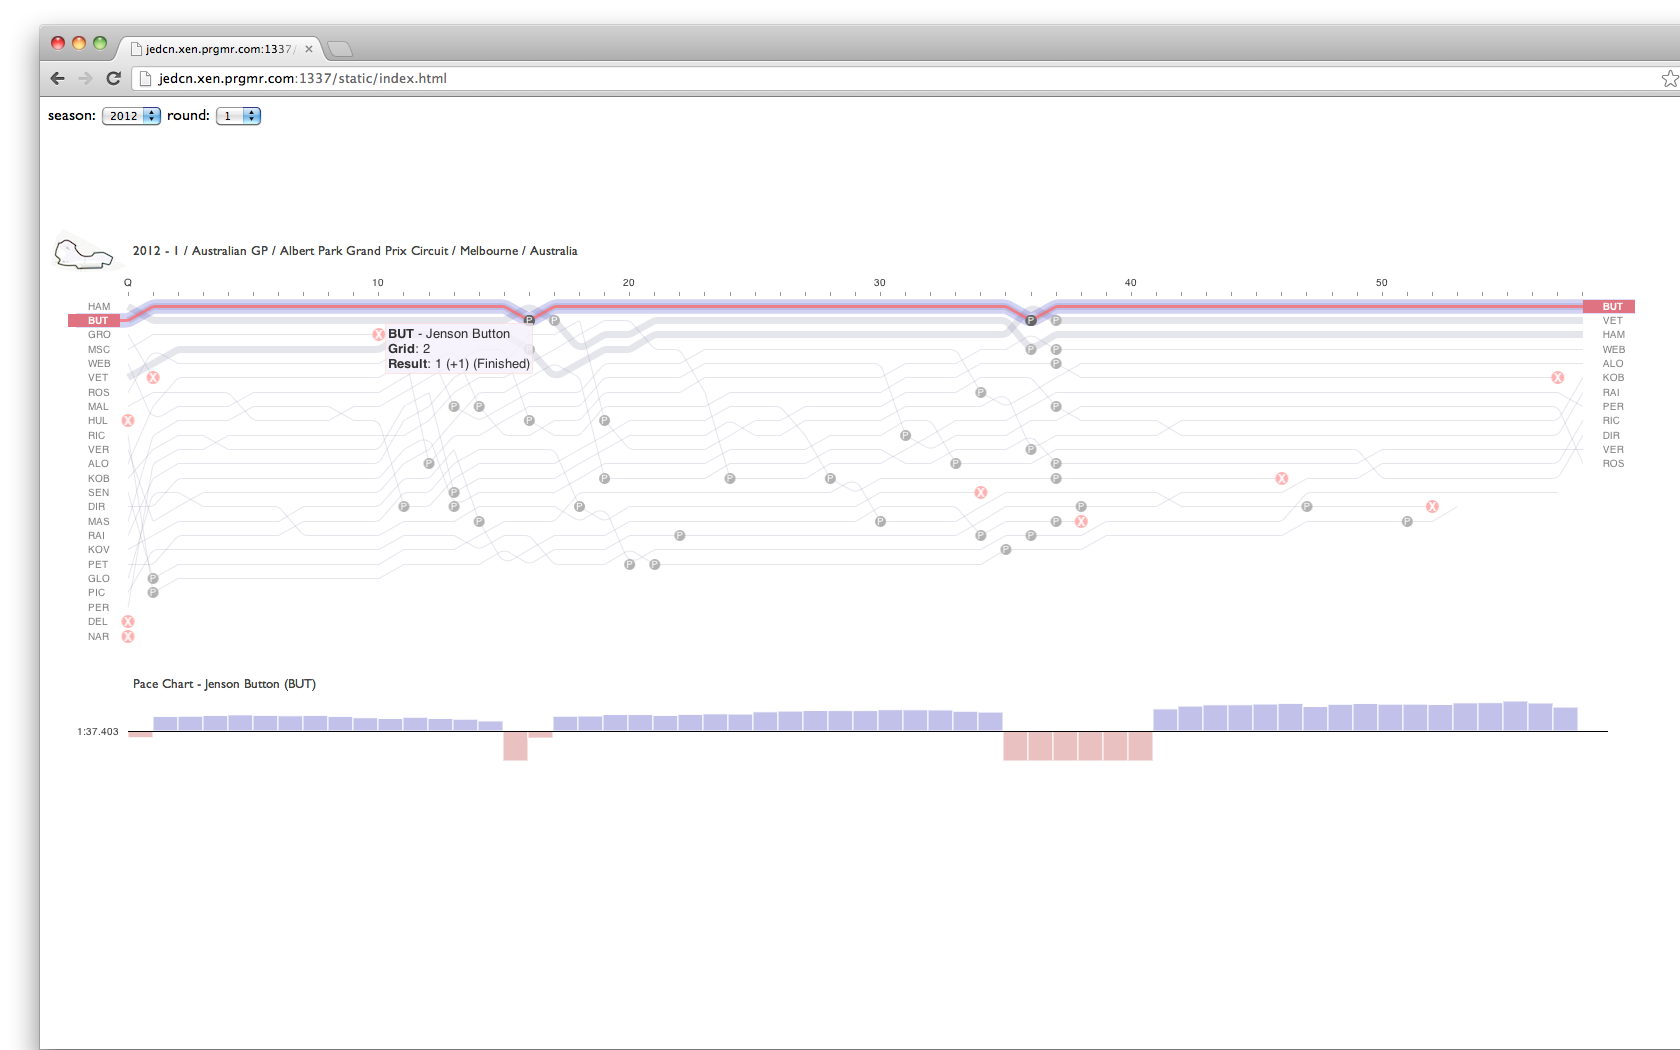 jedcn.xen.prgmr.com:1337/
jedcn.xen.prgmr.com:1337/static/index.html
season: 2012 round: 1
2012 - 1 / Australian GP / Albert Park Grand Prix Circuit / Melbourne / Australia
Q 10 20 30 40 50
HAM BUT
BUT P P P P VET
GRO X BUT - Jenson Button HAM
MSC Grid: 2 P P WEB
WEB Result: 1 (+1) (Finished) P ALO
VET X X KOB
ROS P RAI
MAL P P P PER
HUL X P P RIC
RIC P DIR
VER P VER
ALO P P P ROS
KOB P P P P X
SEN P X
DIR P P P P P X
MAS P P P X P
RAI P P P
KOV P
PET P P
GLO P
PIC P
PER
DEL X
NAR X
Pace Chart - Jenson Button (BUT)
1:37.403